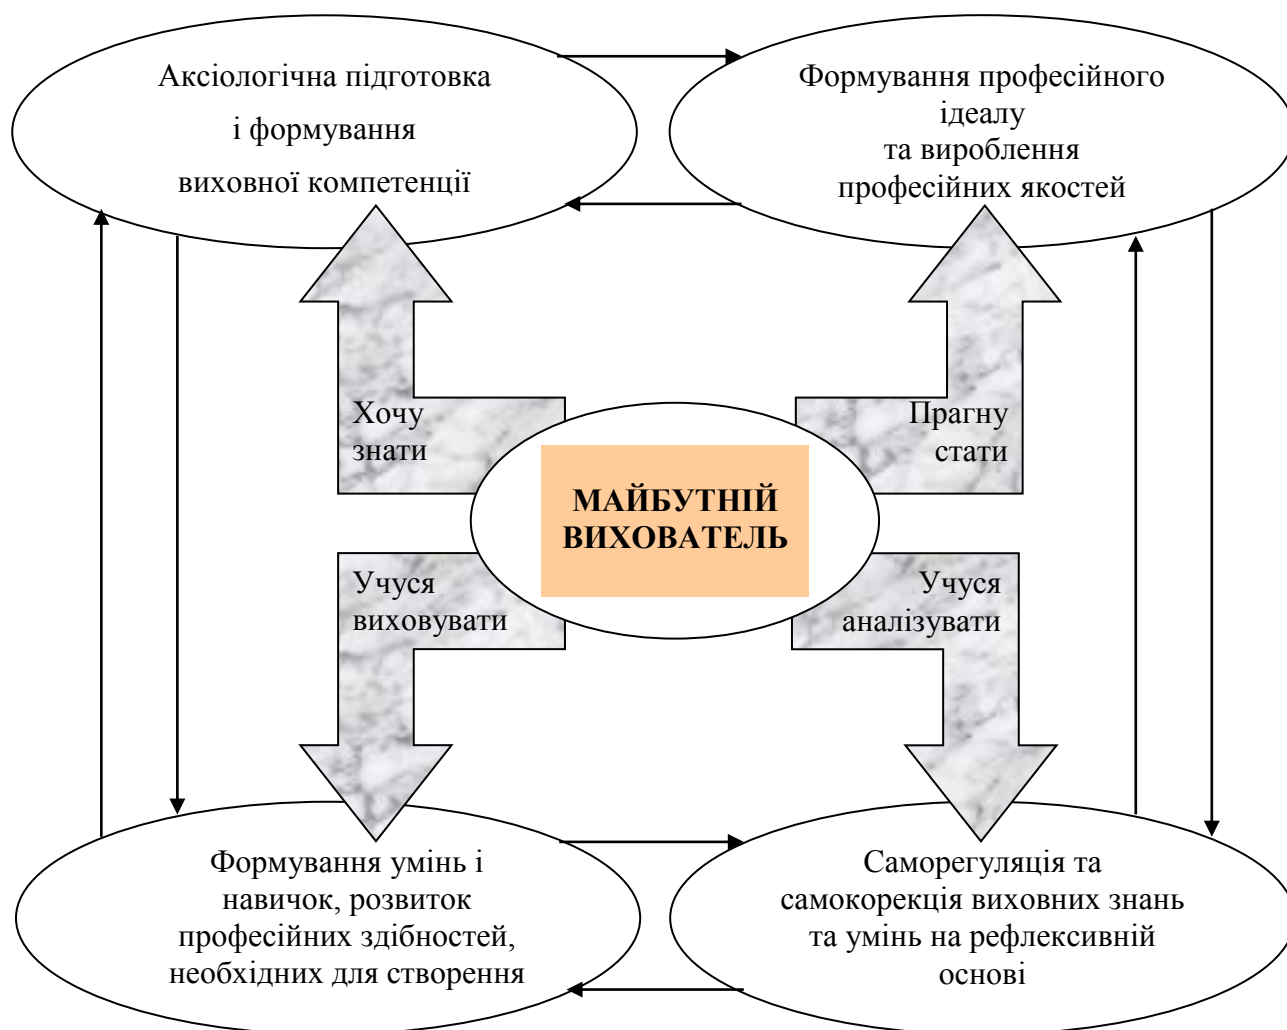 Аксіологічна підготовка
і формування
виховної компетенції
Формування професійного
ідеалу
та вироблення
професійних якостей
Хочу
знати
Прагну
стати
МАЙБУТНІЙ
ВИХОВАТЕЛЬ
Учуся
виховувати
Учуся
аналізувати
Формування умінь і
навичок, розвиток
професійних здібностей,
необхідних для створення
Саморегуляція та
самокорекція виховних знань
та умінь на рефлексивній
основі